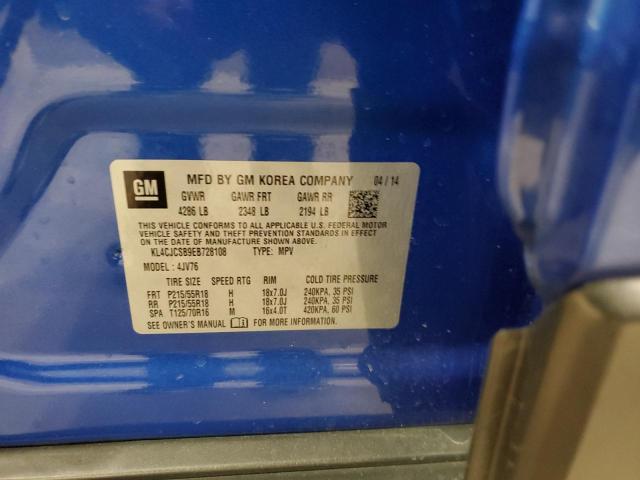 GM
MFD BY GM KOREA COMPANY 04 / 14
GVWR GAWR FRT GAWR RR
4286 LB 2348 LB 2194 LB
THIS VEHICLE CONFORMS TO ALL APPLICABLE U.S. FEDERAL MOTOR
VEHICLE SAFETY AND THEFT PREVENTION STANDARDS IN EFFECT
ON THE DATE OF MANUFACTURE SHOWN ABOVE.
KL4CJCSB9EB728108 TYPE : MPV
MODEL : 4JV76
TIRE SIZE SPEED RTG RIM COLD TIRE PRESSURE
FRT P215/55R18 H 18x7.0J 240KPA, 35 PSI
RR P215/55R18 H 18x7.0J 240KPA, 35 PSI
SPA T125/70R16 M 16x4.0T 420KPA, 60 PSI
SEE OWNER'S MANUAL FOR MORE INFORMATION.